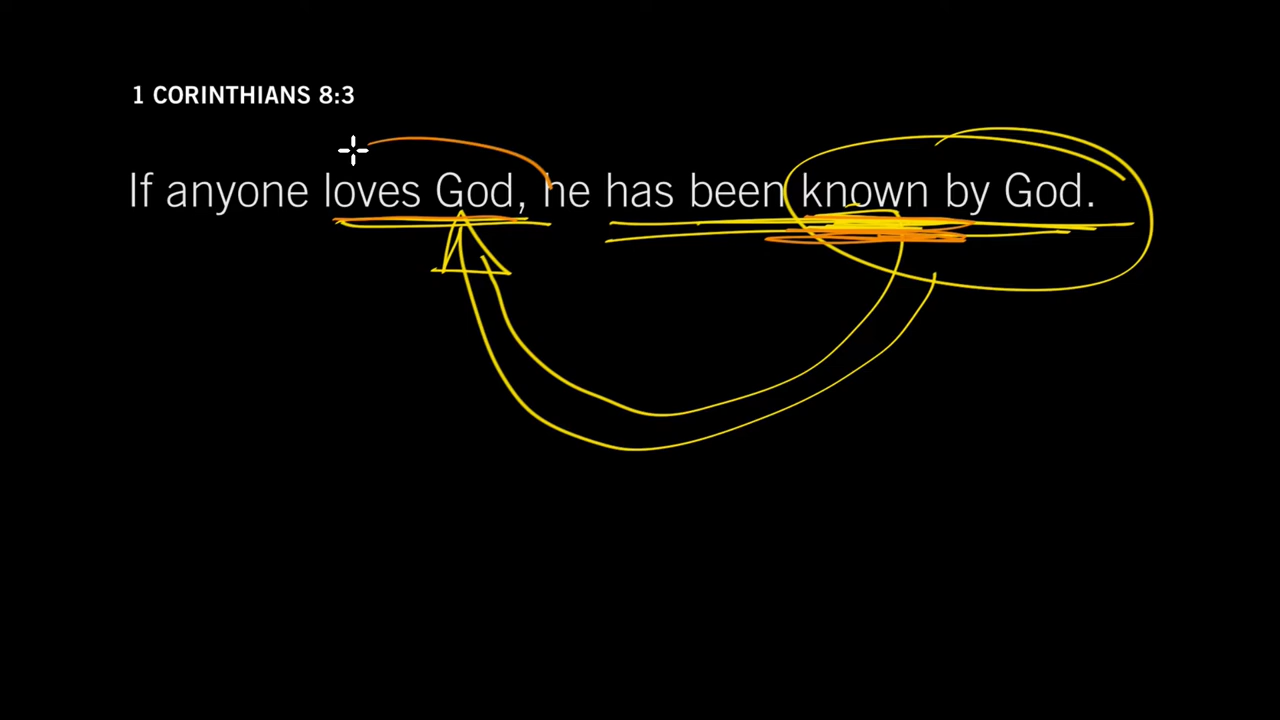 1 CORINTHIANS 8:3
If anyone loves God, he has been known by God.